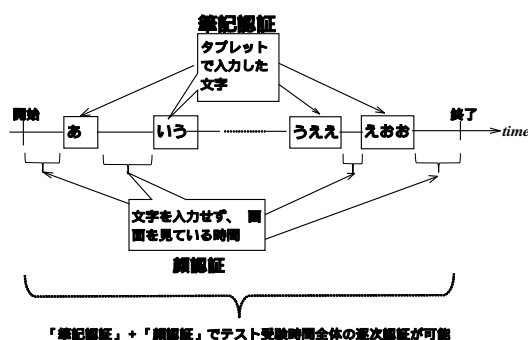 筆記認証
タブレット
で入力した
文字
開始
あ
いう
うええ
えおお
終了
time
文字を入力せず、 画
面を見ている時間
顔認証
「筆記認証」+「顔認証」でテスト受験時間全体の逐次認証が可能